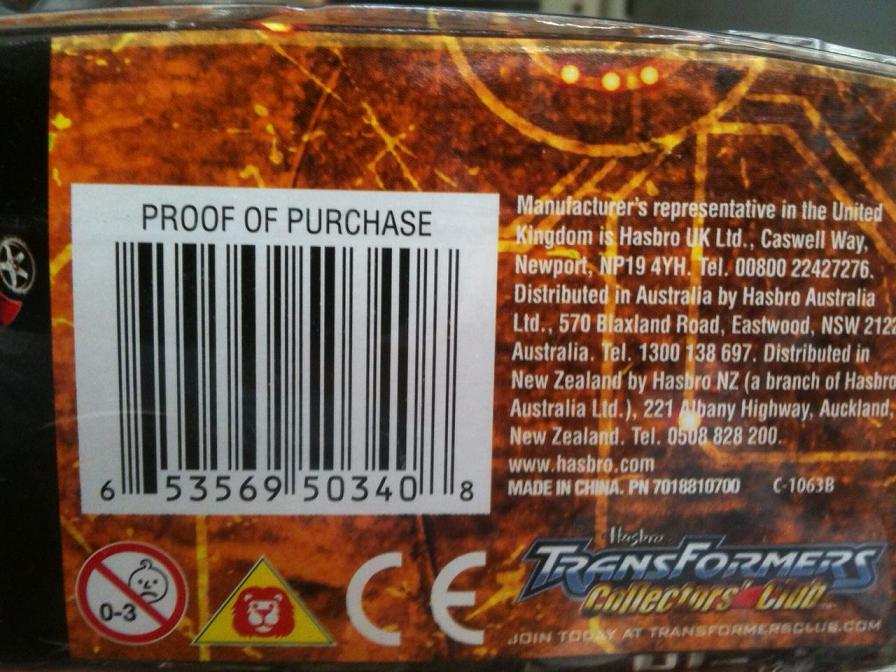 PROOF OF PURCHASE
6 53569 50340 8
0-3
CE
Manufacturer's representative in the United
Kingdom is Hasbro UK Ltd., Caswell Way,
Newport, NP19 4YH. Tel. 00800 22427276.
Distributed in Australia by Hasbro Australia
Ltd., 570 Blaxland Road, Eastwood, NSW 2122
Australia. Tel. 1300 138 697. Distributed in
New Zealand by Hasbro NZ (a branch of Hasbro
Australia Ltd.), 221 Albany Highway, Auckland,
New Zealand. Tel. 0508 828 200.
www.hasbro.com
MADE IN CHINA. PN 7018810700 C-1063B
Hasbro
TRANSFORMERS
Collectors' Club
JOIN TODAY AT TRANSFORMERSCLUB.COM